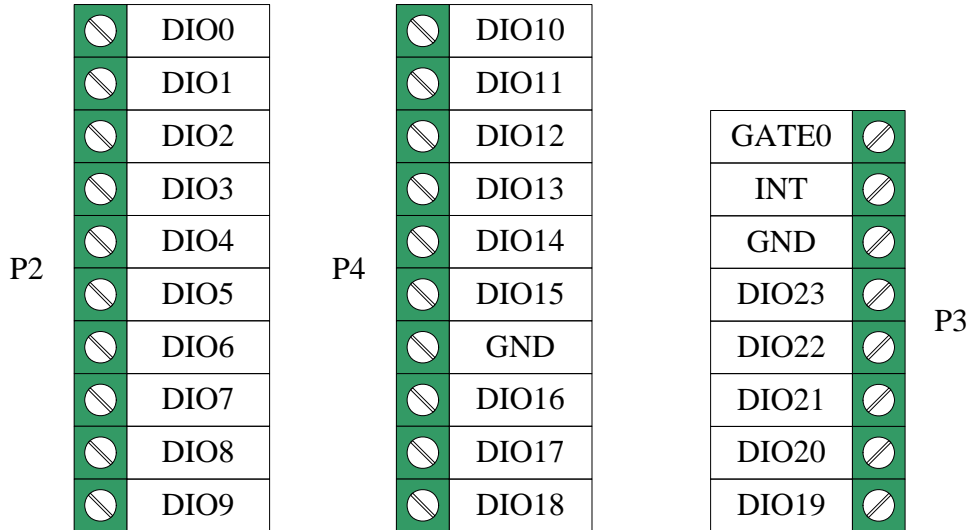 P2
DIO0
DIO1
DIO2
DIO3
DIO4
DIO5
DIO6
DIO7
DIO8
DIO9
P4
DIO10
DIO11
DIO12
DIO13
DIO14
DIO15
GND
DIO16
DIO17
DIO18
GATE0
INT
GND
DIO23
DIO22
DIO21
DIO20
DIO19
P3